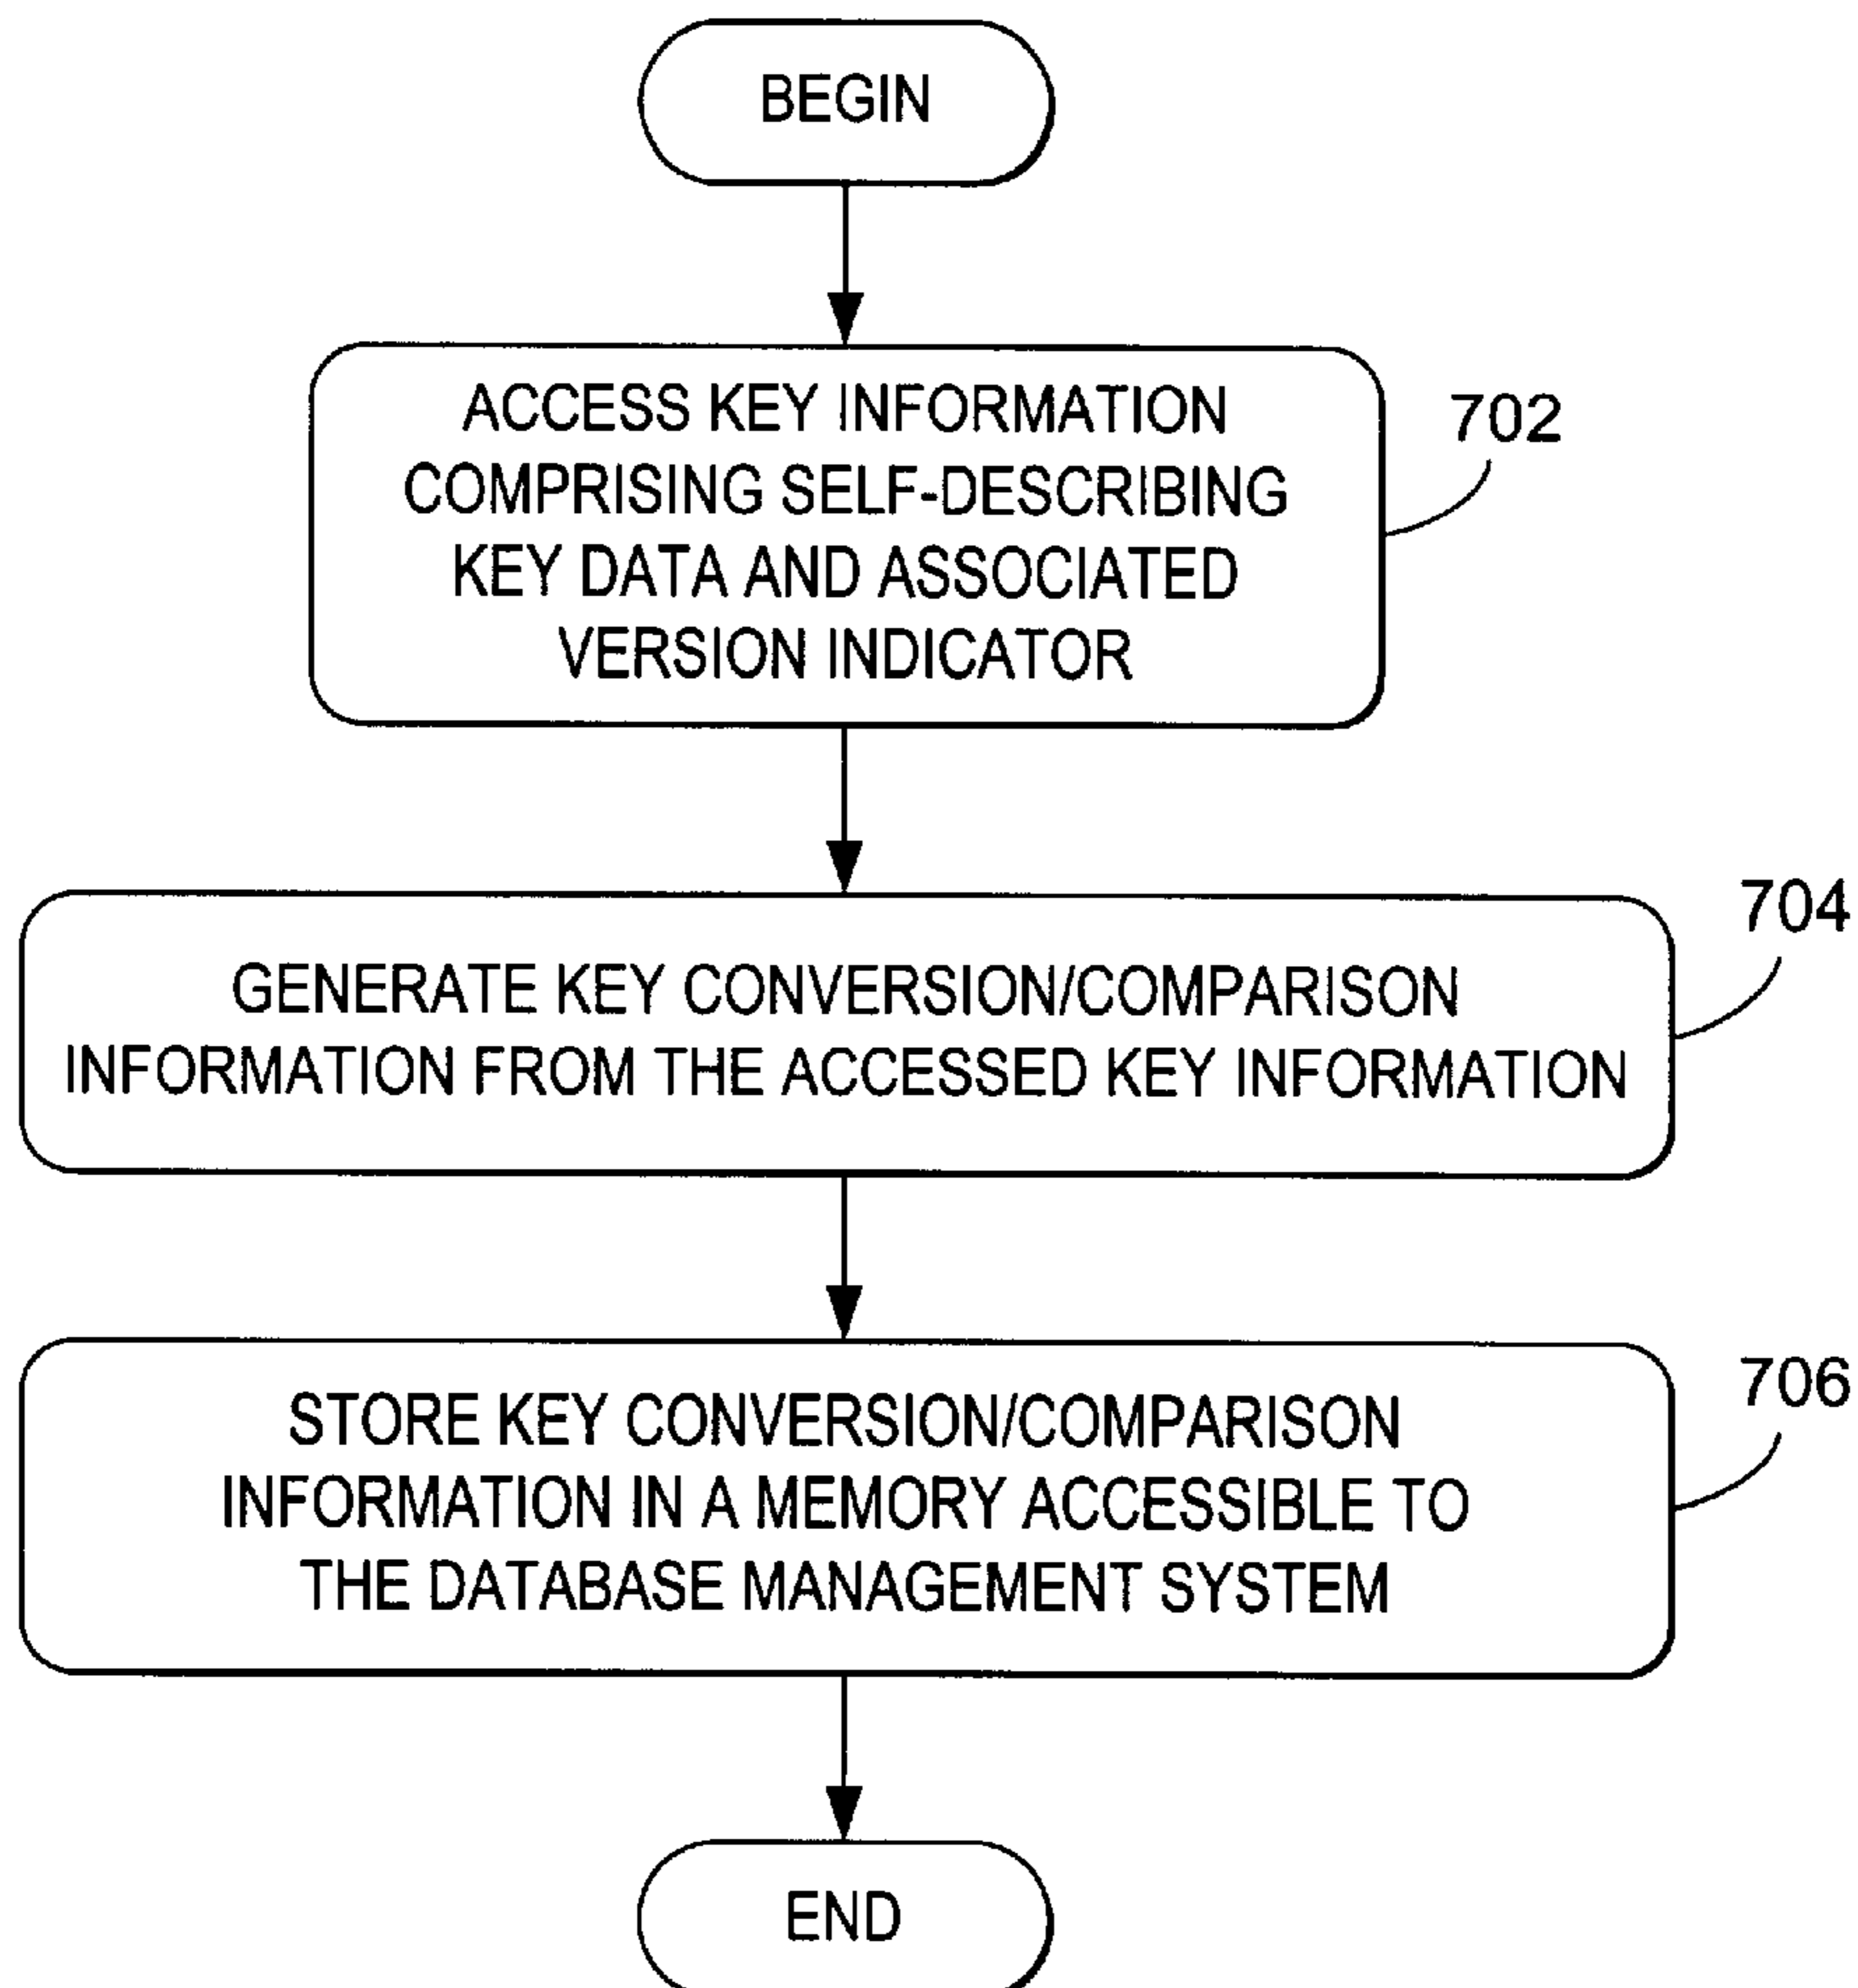 BEGIN
ACCESS KEY INFORMATION
COMPRISING SELF-DESCRIBING
KEY DATA AND ASSOCIATED
VERSION INDICATOR
702
GENERATE KEY CONVERSION/COMPARISON
INFORMATION FROM THE ACCESSED KEY INFORMATION
704
STORE KEY CONVERSION/COMPARISON
INFORMATION IN A MEMORY ACCESSIBLE TO
THE DATABASE MANAGEMENT SYSTEM
706
END